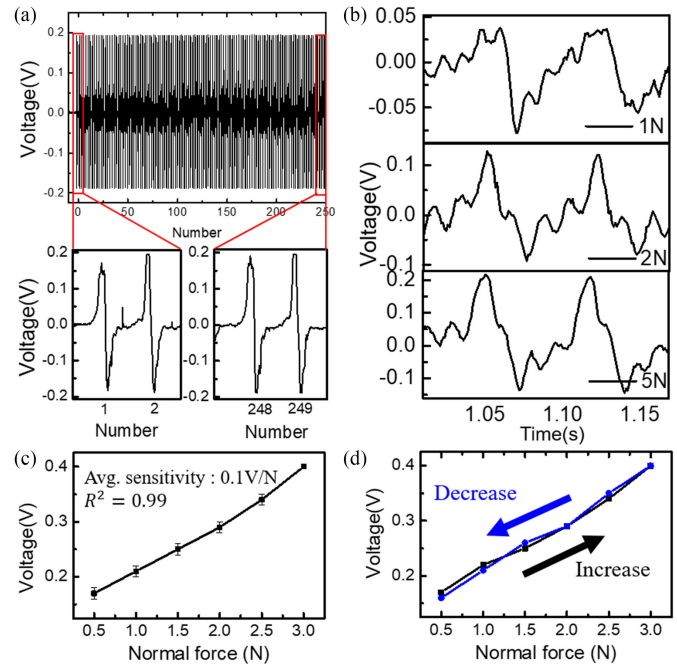 (a)
Voltage(V)
0.2
0.1
0.0
-0.1
-0.2
0 50 100 150 200 250
Number
Voltage(V)
0.2
0.1
0.0
-0.1
-0.2
1 2
Number
0.2
0.1
0.0
-0.1
-0.2
248 249
Number
(b)
Voltage(V)
0.05
0.00
-0.05
1N
0.1
0.0
-0.1
2N
0.2
0.1
0.0
-0.1
5N
1.05 1.10 1.15
Time(s)
(c)
Voltage(V)
0.4
0.3
0.2
Avg. sensitivity : 0.1V/N
R² = 0.99
0.5 1.0 1.5 2.0 2.5 3.0
Normal force (N)
(d)
Voltage(V)
0.4
0.3
0.2
Decrease
Increase
0.5 1.0 1.5 2.0 2.5 3.0
Normal force (N)